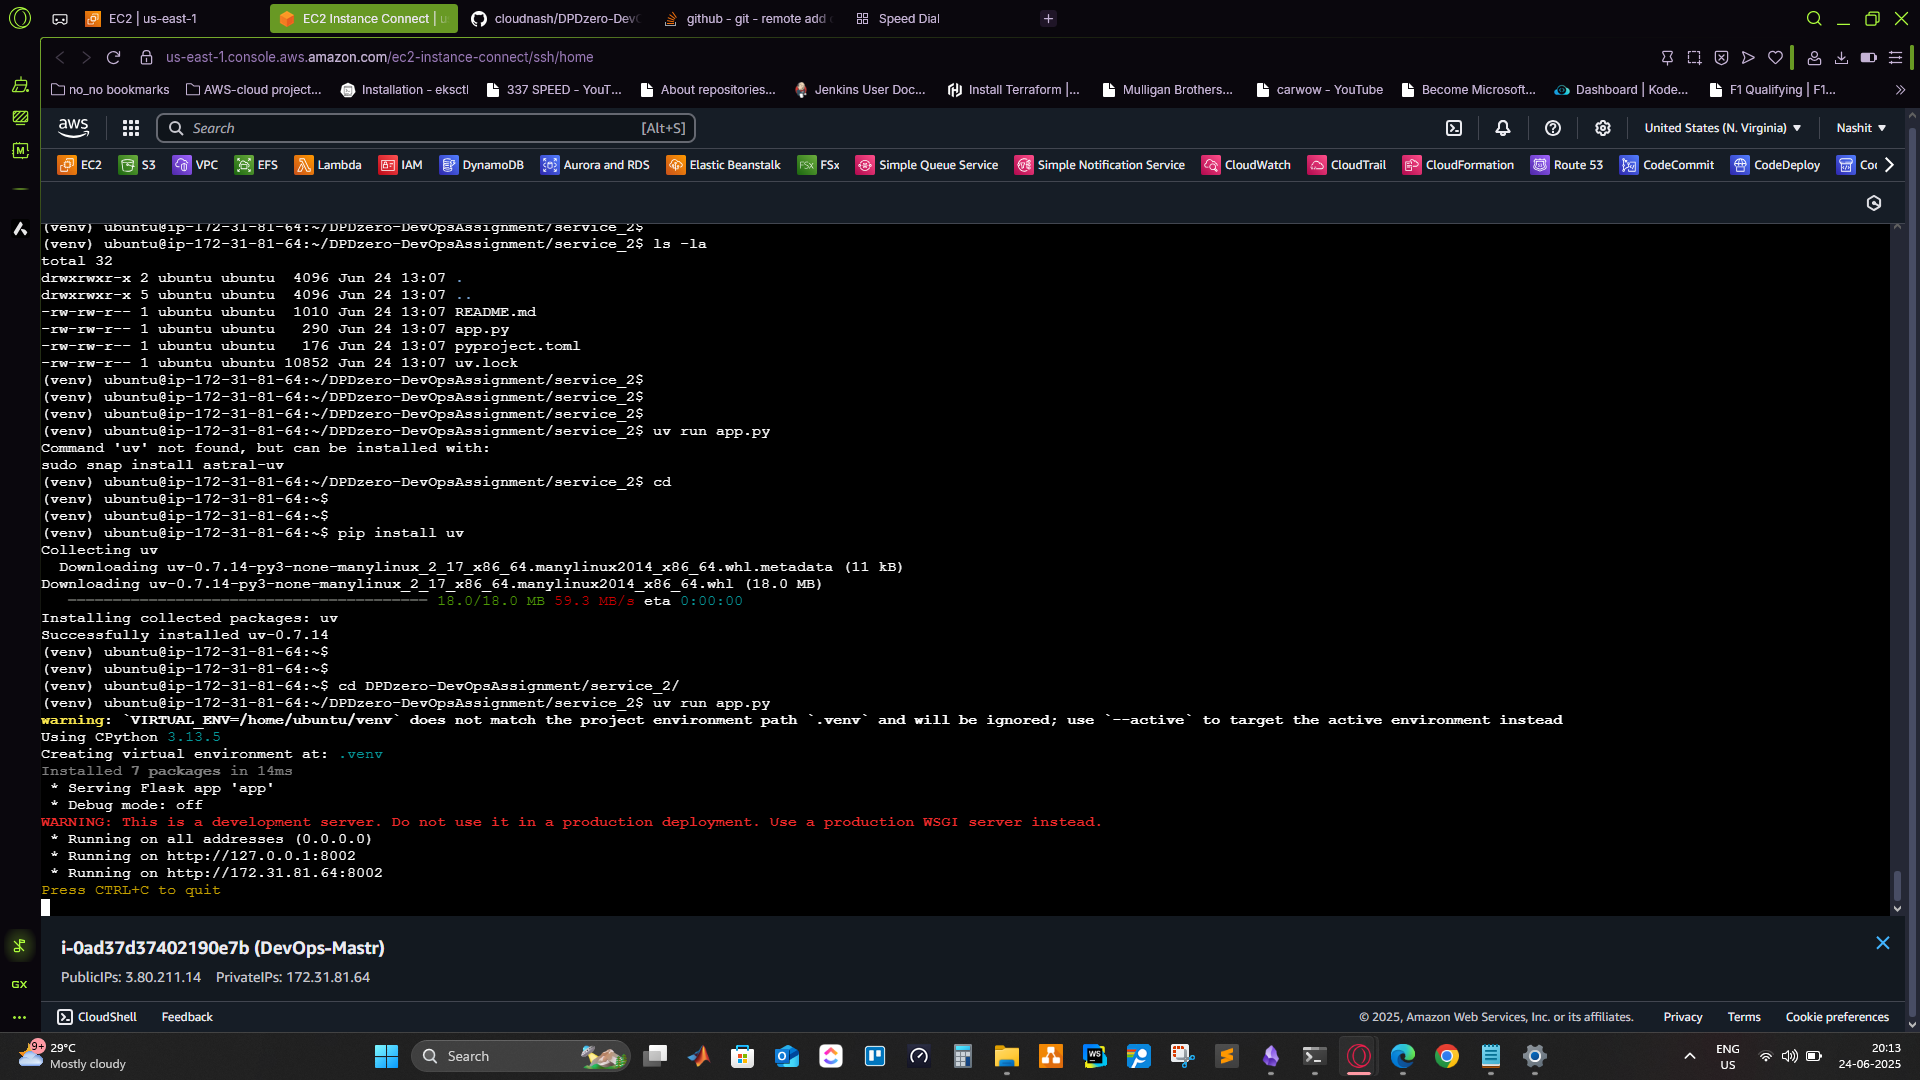 EC2 | us-east-1
EC2 Instance Connect | u
cloudnash/DPDzero-DevO
github - git - remote add
Speed Dial
us-east-1.console.aws.amazon.com/ec2-instance-connect/ssh/home
no_no bookmarks
AWS-cloud project...
Installation - eksctl
337 SPEED - YouT...
About repositories...
Jenkins User Doc...
Install Terraform |...
Mulligan Brothers...
carwow - YouTube
Become Microsoft...
Dashboard | Kode...
F1 Qualifying | F1...
aws
Search
[Alt+S]
United States (N. Virginia)
Nashit
EC2
S3
VPC
EFS
Lambda
IAM
DynamoDB
Aurora and RDS
Elastic Beanstalk
FSx
Simple Queue Service
Simple Notification Service
CloudWatch
CloudTrail
CloudFormation
Route 53
CodeCommit
CodeDeploy
(venv) ubuntu@ip-172-31-81-64:~/DPDzero-DevOpsAssignment/service_2$
(venv) ubuntu@ip-172-31-81-64:~/DPDzero-DevOpsAssignment/service_2$ ls -la
total 32
drwxrwxr-x 2 ubuntu ubuntu  4096 Jun 24 13:07 .
drwxrwxr-x 5 ubuntu ubuntu  4096 Jun 24 13:07 ..
-rw-rw-r-- 1 ubuntu ubuntu  1010 Jun 24 13:07 README.md
-rw-rw-r-- 1 ubuntu ubuntu   290 Jun 24 13:07 app.py
-rw-rw-r-- 1 ubuntu ubuntu   176 Jun 24 13:07 pyproject.toml
-rw-rw-r-- 1 ubuntu ubuntu 10852 Jun 24 13:07 uv.lock
(venv) ubuntu@ip-172-31-81-64:~/DPDzero-DevOpsAssignment/service_2$
(venv) ubuntu@ip-172-31-81-64:~/DPDzero-DevOpsAssignment/service_2$
(venv) ubuntu@ip-172-31-81-64:~/DPDzero-DevOpsAssignment/service_2$
(venv) ubuntu@ip-172-31-81-64:~/DPDzero-DevOpsAssignment/service_2$ uv run app.py
Command 'uv' not found, but can be installed with:
sudo snap install astral-uv
(venv) ubuntu@ip-172-31-81-64:~/DPDzero-DevOpsAssignment/service_2$ cd
(venv) ubuntu@ip-172-31-81-64:~$
(venv) ubuntu@ip-172-31-81-64:~$
(venv) ubuntu@ip-172-31-81-64:~$ pip install uv
Collecting uv
  Downloading uv-0.7.14-py3-none-manylinux_2_17_x86_64.manylinux2014_x86_64.whl.metadata (11 kB)
Downloading uv-0.7.14-py3-none-manylinux_2_17_x86_64.manylinux2014_x86_64.whl (18.0 MB)
18.0/18.0 MB 59.3 MB/s eta 0:00:00
Installing collected packages: uv
Successfully installed uv-0.7.14
(venv) ubuntu@ip-172-31-81-64:~$
(venv) ubuntu@ip-172-31-81-64:~$
(venv) ubuntu@ip-172-31-81-64:~$ cd DPDzero-DevOpsAssignment/service_2/
(venv) ubuntu@ip-172-31-81-64:~/DPDzero-DevOpsAssignment/service_2$ uv run app.py
warning: `VIRTUAL_ENV=/home/ubuntu/venv` does not match the project environment path `.venv` and will be ignored; use `--active` to target the active environment instead
Using CPython 3.13.5
Creating virtual environment at: .venv
Installed 7 packages in 14ms
 * Serving Flask app 'app'
 * Debug mode: off
WARNING: This is a development server. Do not use it in a production deployment. Use a production WSGI server instead.
 * Running on all addresses (0.0.0.0)
 * Running on http://127.0.0.1:8002
 * Running on http://172.31.81.64:8002
Press CTRL+C to quit
i-0ad37d37402190e7b (DevOps-Mastr)
PublicIPs: 3.80.211.14    PrivateIPs: 172.31.81.64
GX
CloudShell
Feedback
© 2025, Amazon Web Services, Inc. or its affiliates.
Privacy
Terms
Cookie preferences
9+
29°C
Mostly cloudy
Search
ENG
US
20:13
24-06-2025